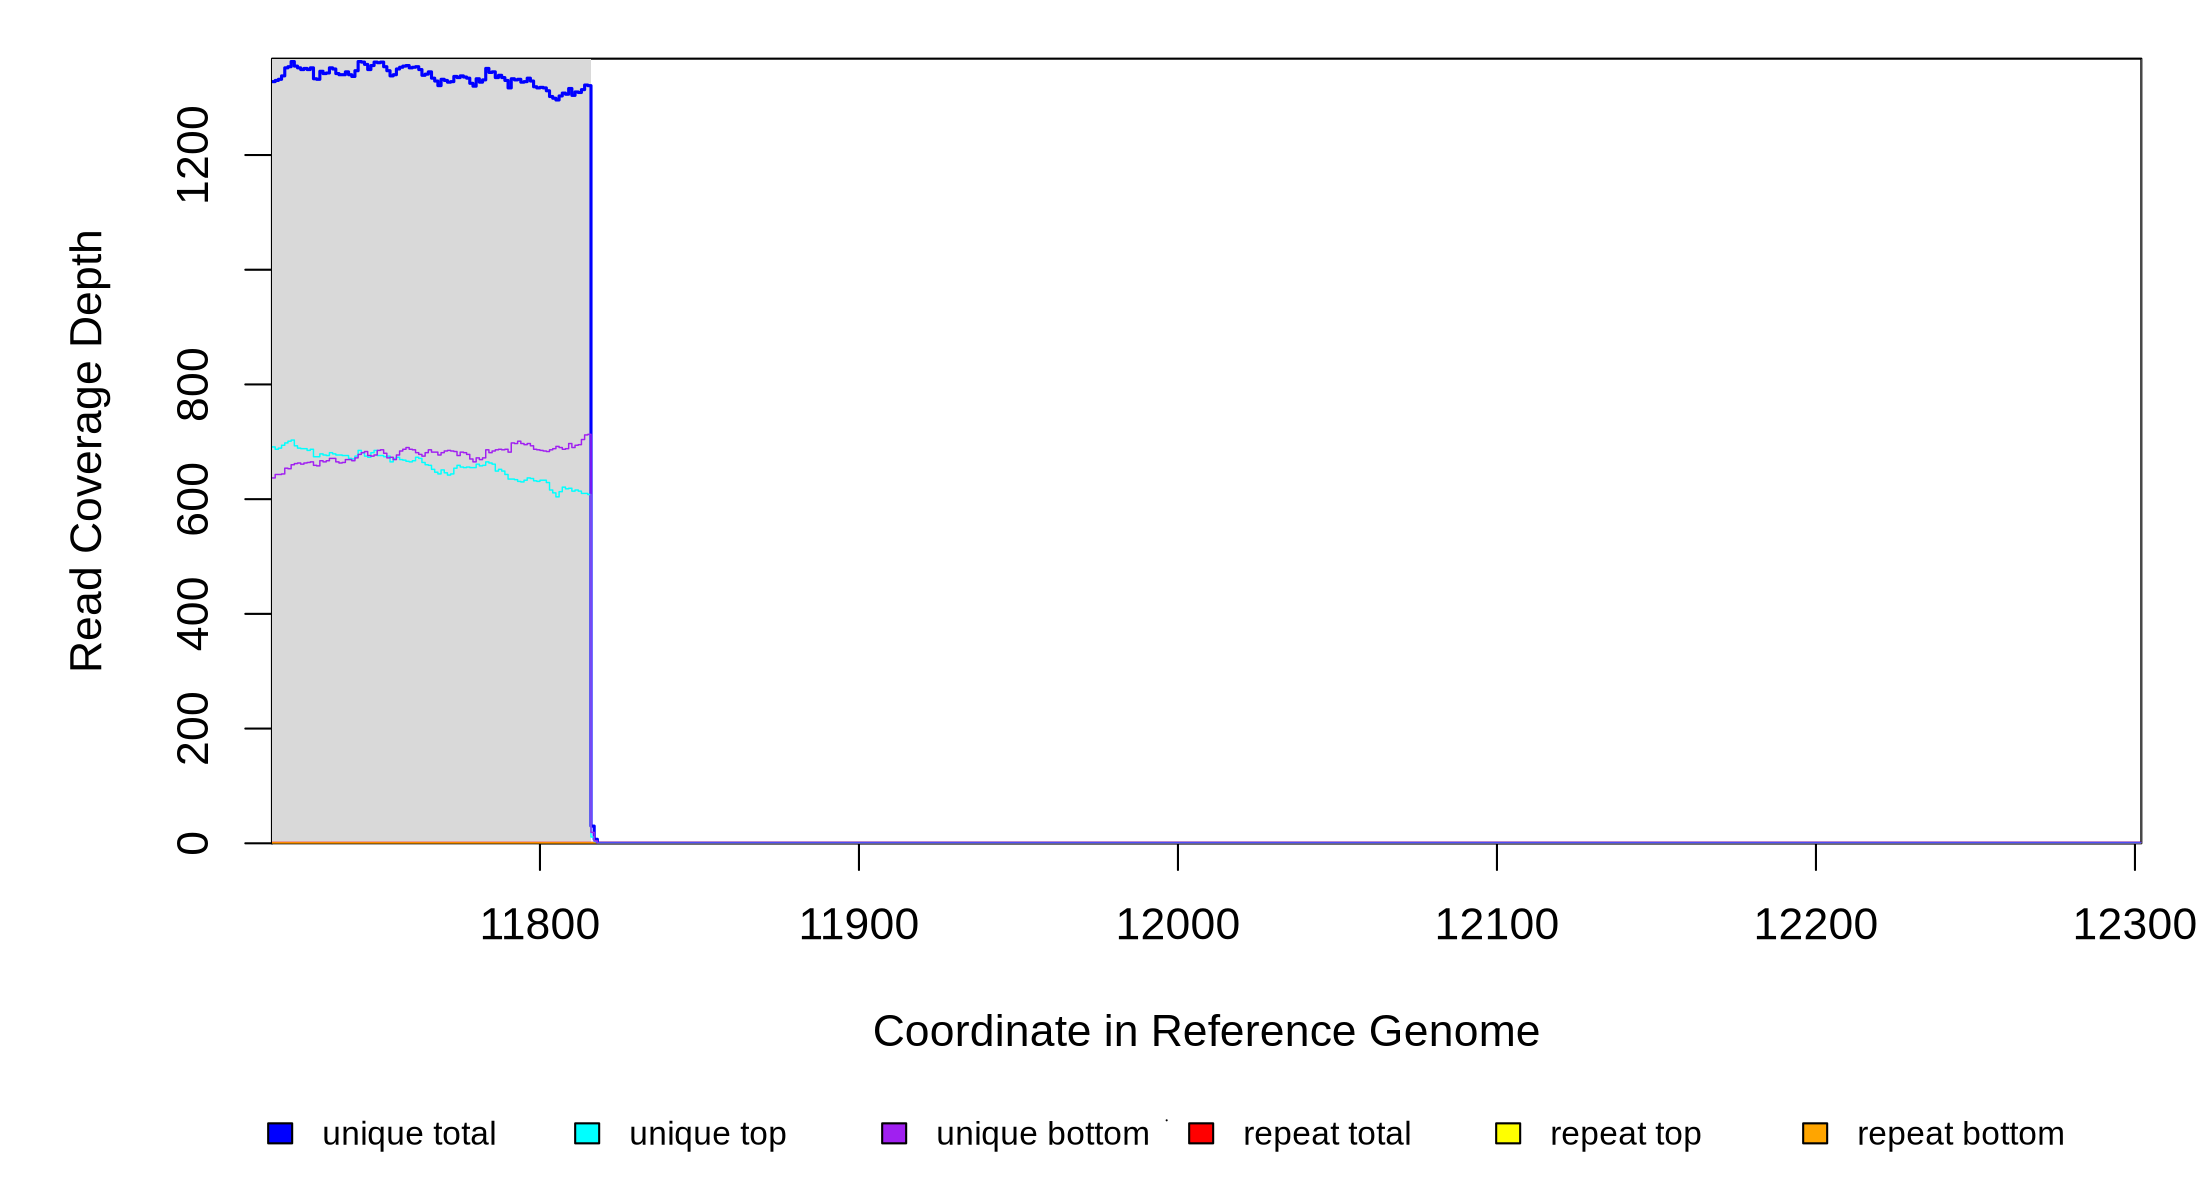 Read Coverage Depth
1200
800
600
400
200
0
11800 11900 12000 12100 12200 12300
Coordinate in Reference Genome
unique total unique top unique bottom repeat total repeat top repeat bottom